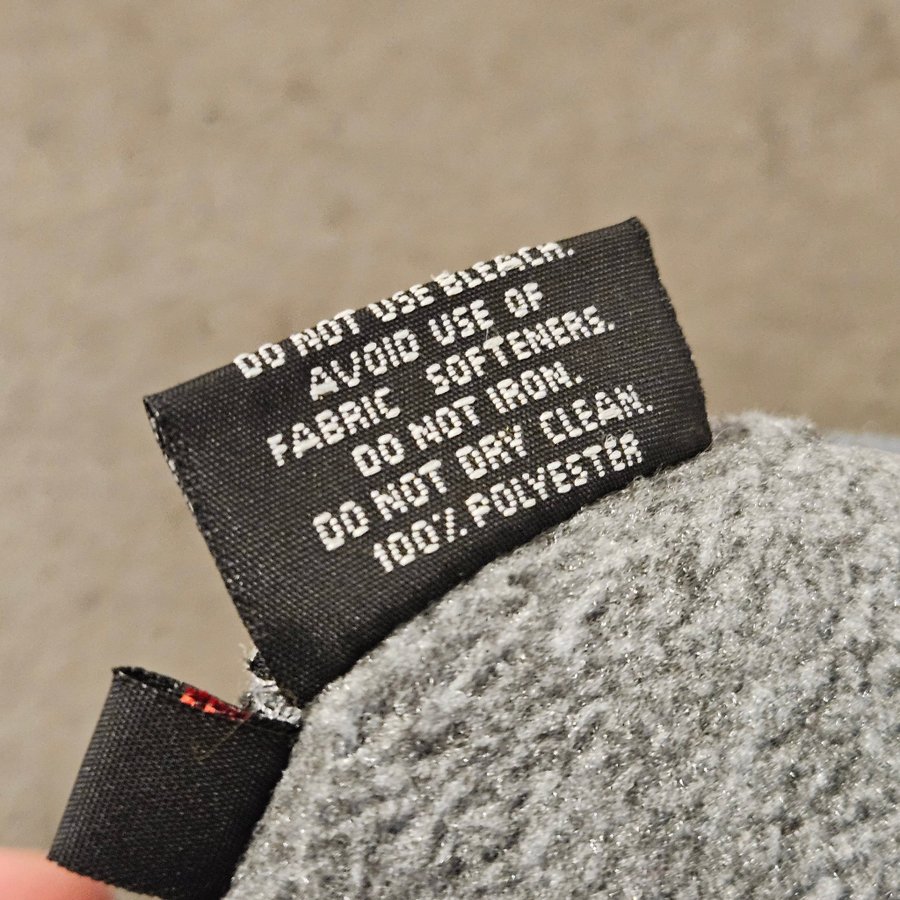 DO NOT USE BLEACH.
AVOID USE OF
FABRIC SOFTENERS.
DO NOT IRON.
DO NOT DRY CLEAN.
100% POLYESTER